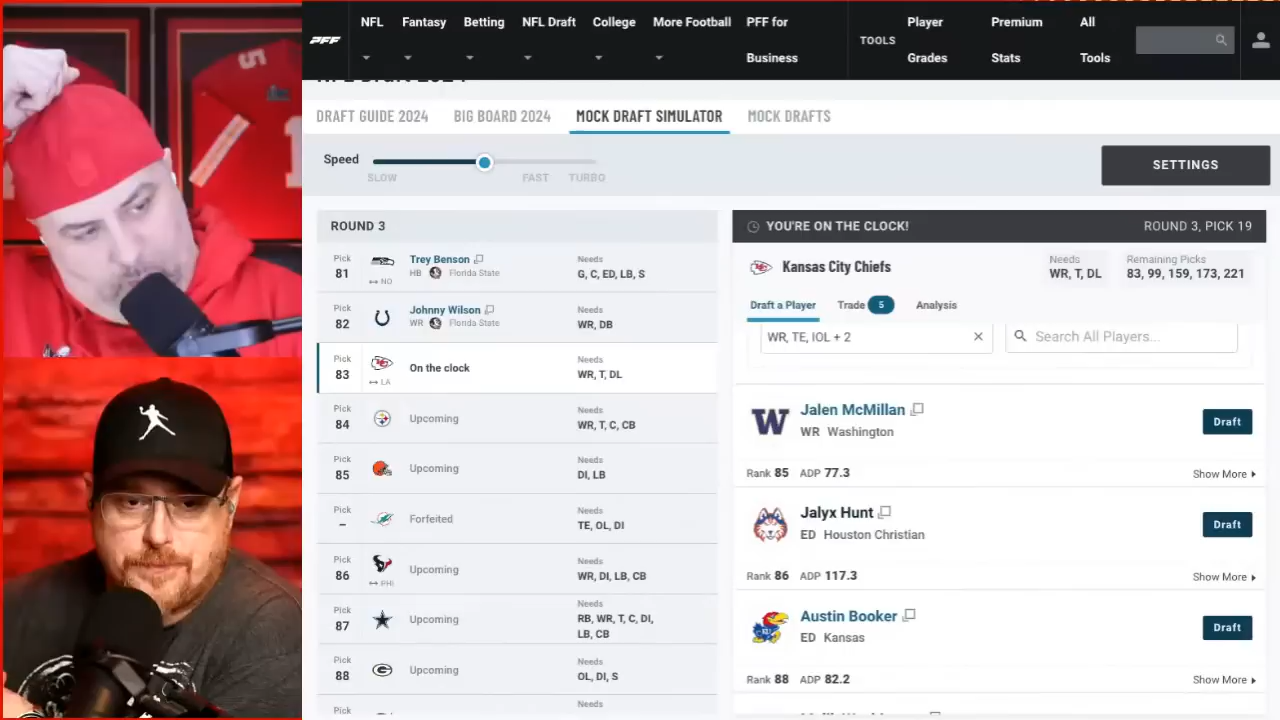 5
1
PFF
NFL
Fantasy
Betting
NFL Draft
College
More Football
PFF for Business
TOOLS
Player Grades
Premium Stats
All Tools
DRAFT GUIDE 2024
BIG BOARD 2024
MOCK DRAFT SIMULATOR
MOCK DRAFTS
Speed
SLOW
FAST
TURBO
SETTINGS
ROUND 3
Pick 81
NO
Trey Benson
HB Florida State
Needs
G, C, ED, LB, S
Pick 82
Johnny Wilson
WR Florida State
Needs
WR, DB
Pick 83
LA
On the clock
Needs
WR, T, DL
Pick 84
Upcoming
Needs
WR, T, C, CB
Pick 85
Upcoming
Needs
DI, LB
Pick –
Forfeited
Needs
TE, OL, DI
Pick 86
PHI
Upcoming
Needs
WR, DI, LB, CB
Pick 87
Upcoming
Needs
RB, WR, T, C, DI,
LB, CB
Pick 88
Upcoming
Needs
OL, DI, S
Pick
Needs
YOU'RE ON THE CLOCK!
ROUND 3, PICK 19
Kansas City Chiefs
Needs
WR, T, DL
Remaining Picks
83, 99, 159, 173, 221
Draft a Player
Trade 5
Analysis
WR, TE, IOL + 2
Search All Players...
Jalen McMillan
WR Washington
Draft
Rank 85 ADP 77.3
Show More
Jalyx Hunt
ED Houston Christian
Draft
Rank 86 ADP 117.3
Show More
Austin Booker
ED Kansas
Draft
Rank 88 ADP 82.2
Show More